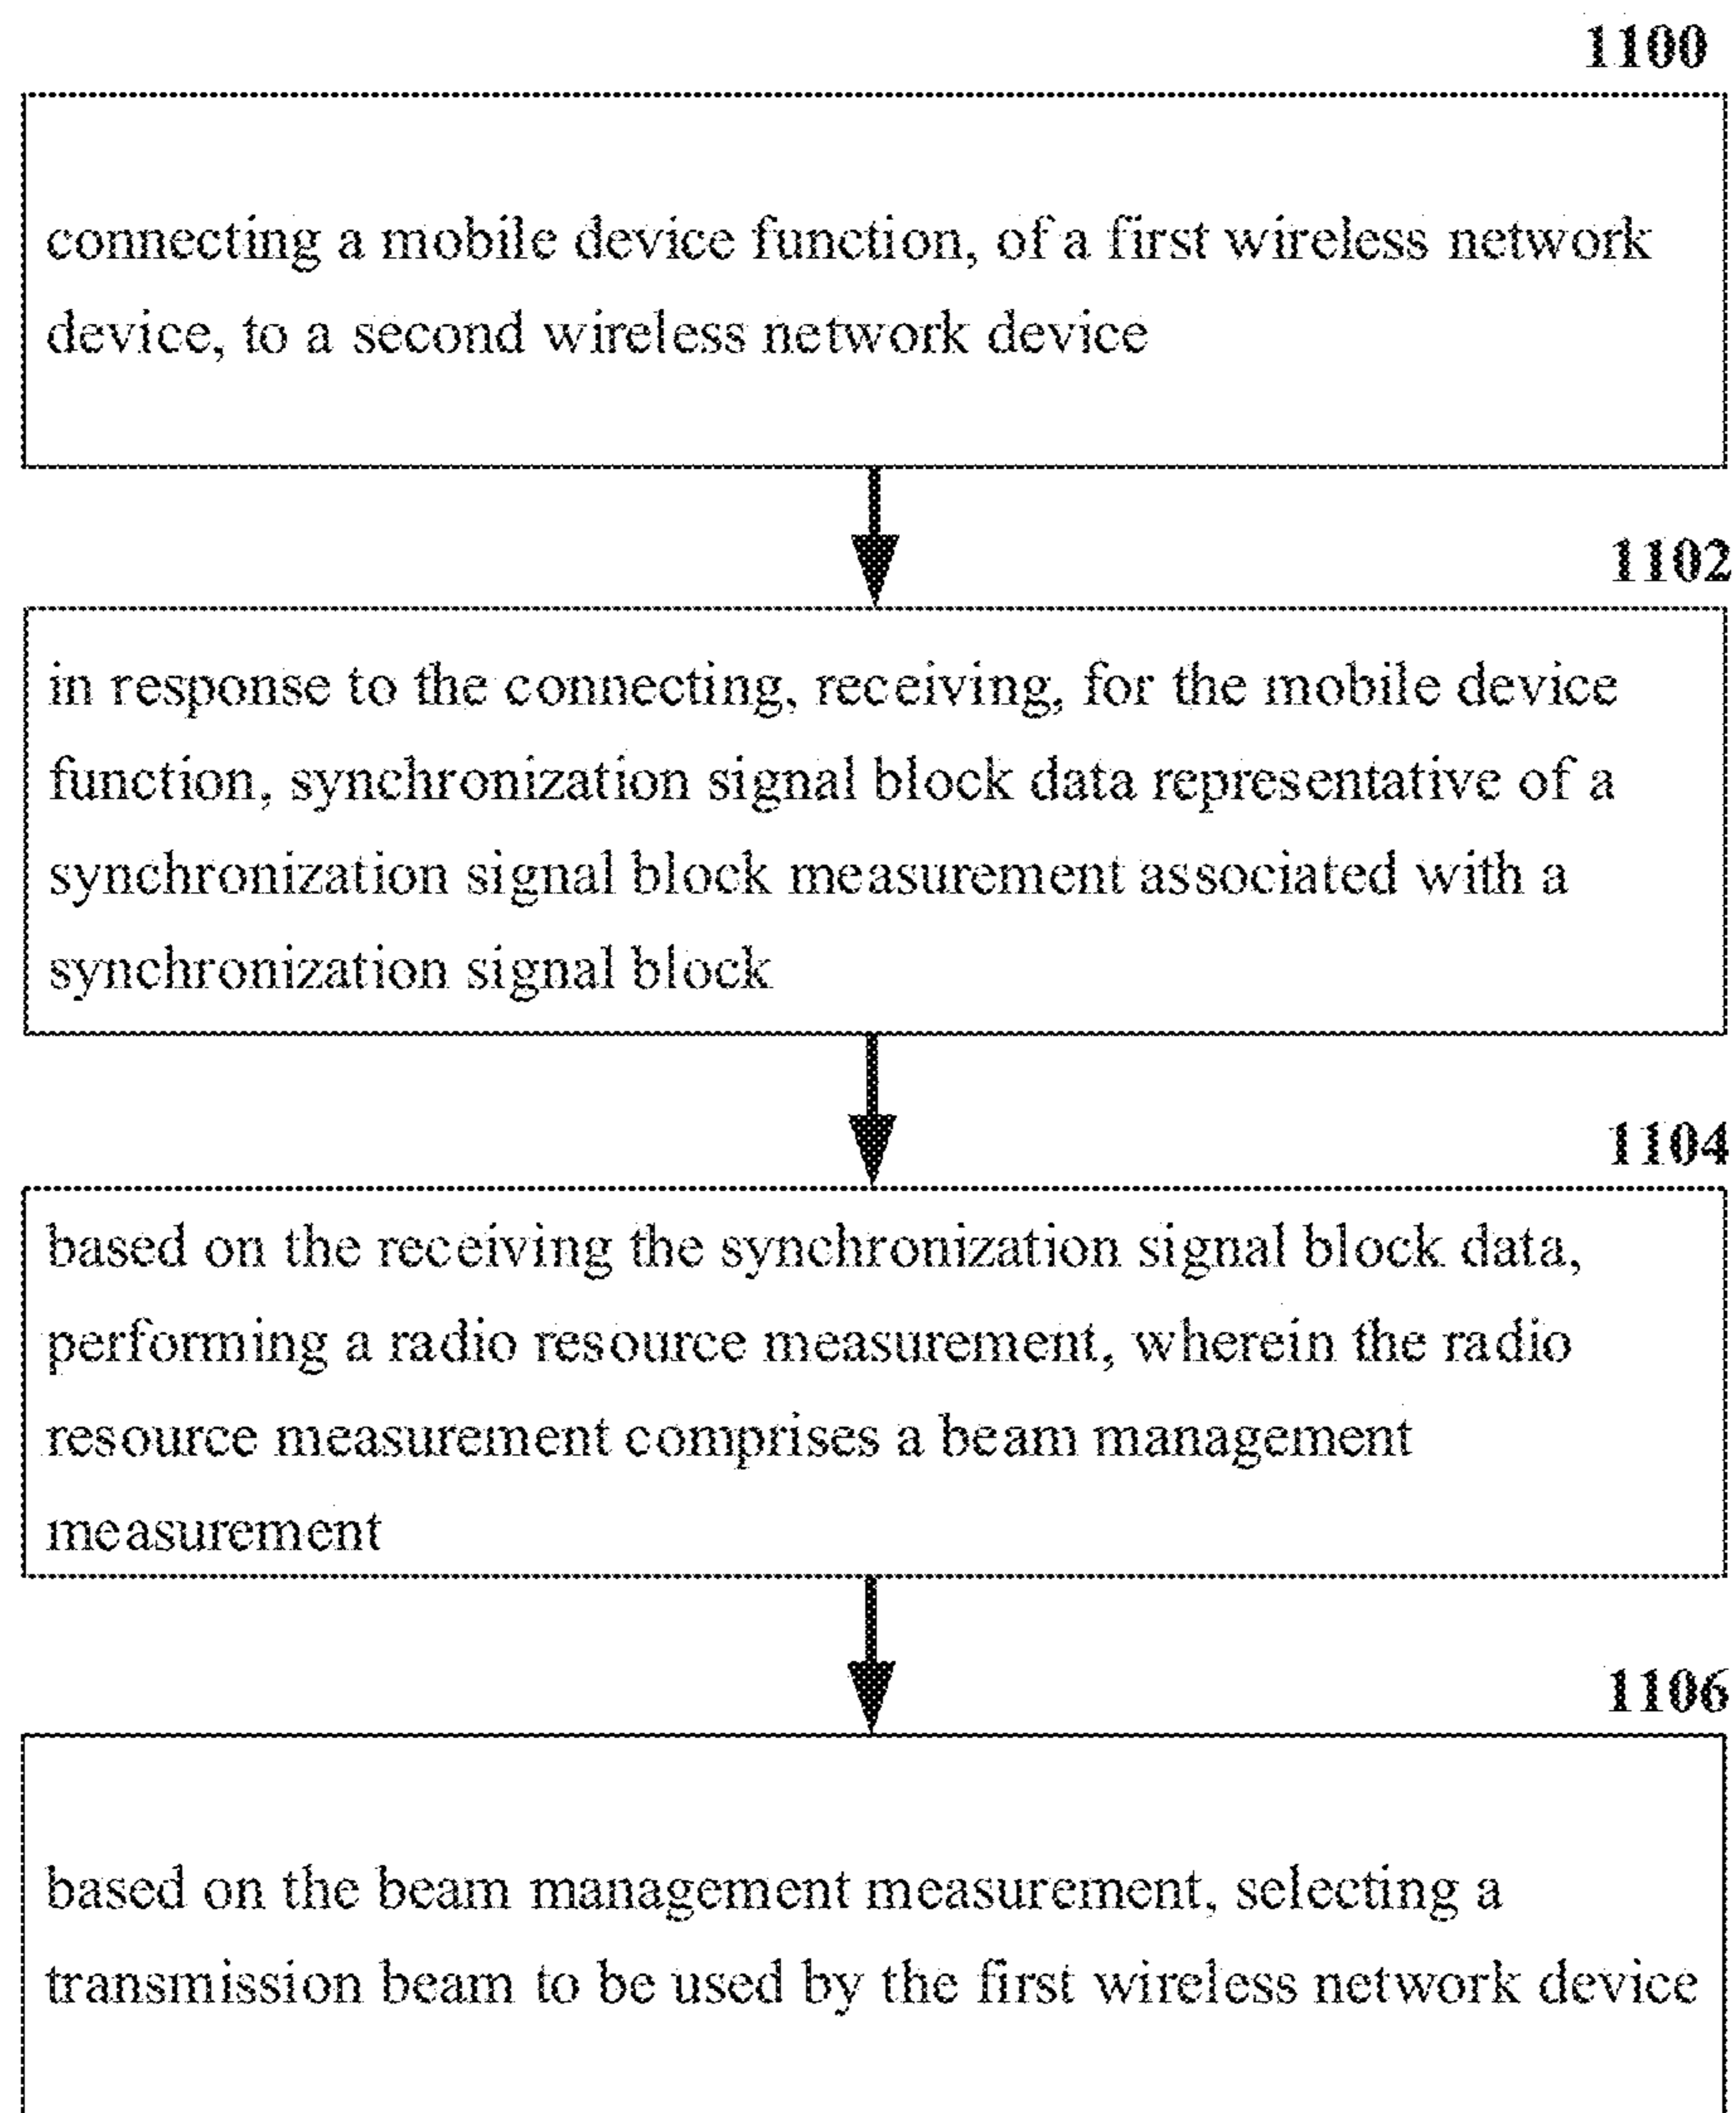 1100
connecting a mobile device function, of a first wireless network
device, to a second wireless network device
1102
in response to the connecting, receiving, for the mobile device
function, synchronization signal block data representative of a
synchronization signal block measurement associated with a
synchronization signal block
1104
based on the receiving the synchronization signal block data,
performing a radio resource measurement, wherein the radio
resource measurement comprises a beam management
measurement
1106
based on the beam management measurement, selecting a
transmission beam to be used by the first wireless network device